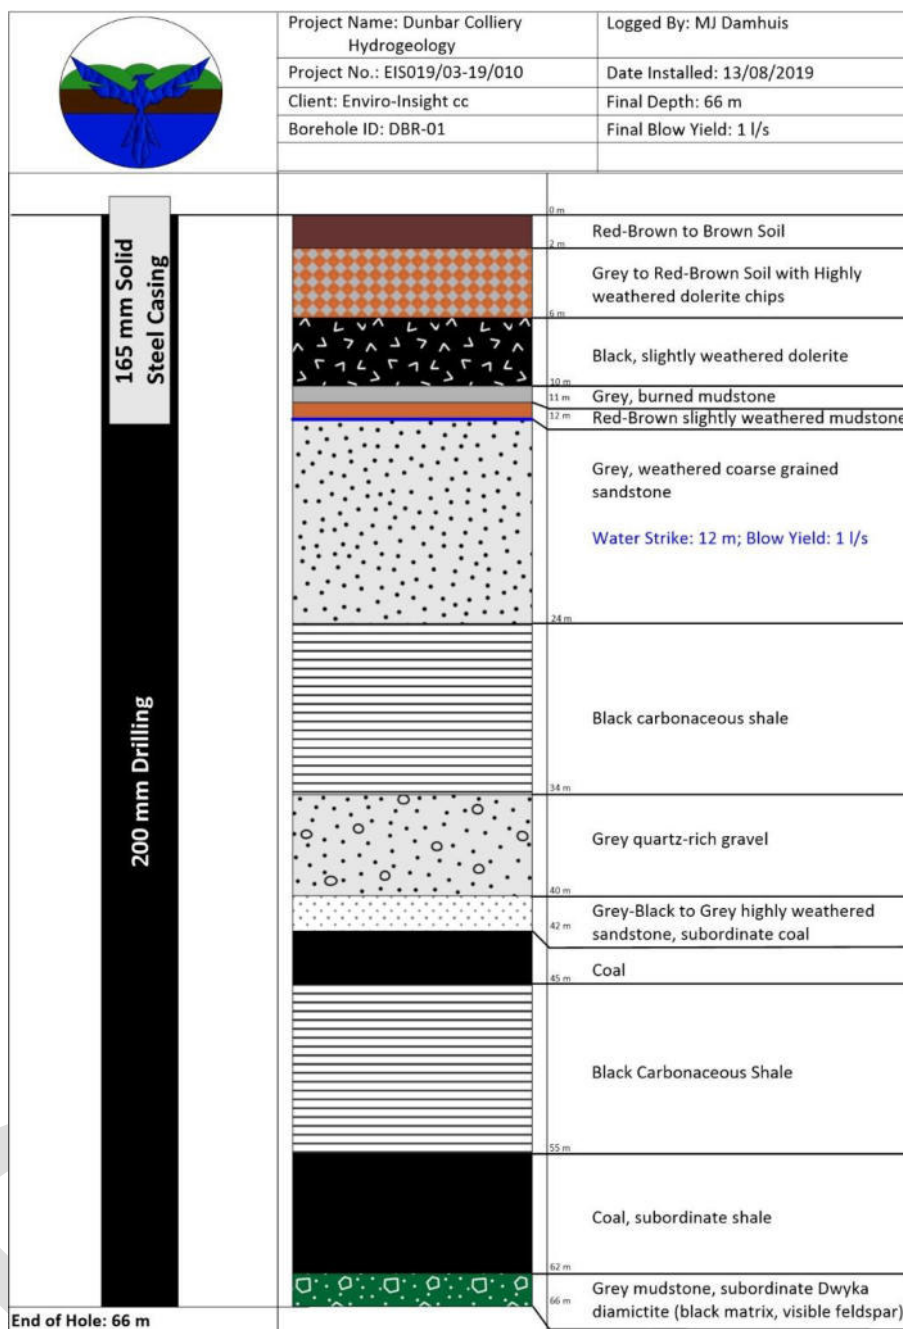 Project Name: Dunbar Colliery
Hydrogeology
Logged By: MJ Damhuis
Project No.: EIS019/03-19/010
Date Installed: 13/08/2019
Client: Enviro-Insight cc
Final Depth: 66 m
Borehole ID: DBR-01
Final Blow Yield: 1 l/s
165 mm Solid
Steel Casing
200 mm Drilling
0 m
Red-Brown to Brown Soil
2 m
Grey to Red-Brown Soil with Highly
weathered dolerite chips
6 m
Black, slightly weathered dolerite
10 m
Grey, burned mudstone
11 m
Red-Brown slightly weathered mudstone
12 m
Grey, weathered coarse grained
sandstone
Water Strike: 12 m; Blow Yield: 1 l/s
24 m
Black carbonaceous shale
34 m
Grey quartz-rich gravel
40 m
Grey-Black to Grey highly weathered
sandstone, subordinate coal
42 m
Coal
45 m
Black Carbonaceous Shale
55 m
Coal, subordinate shale
62 m
Grey mudstone, subordinate Dwyka
diamictite (black matrix, visible feldspar)
66 m
End of Hole: 66 m